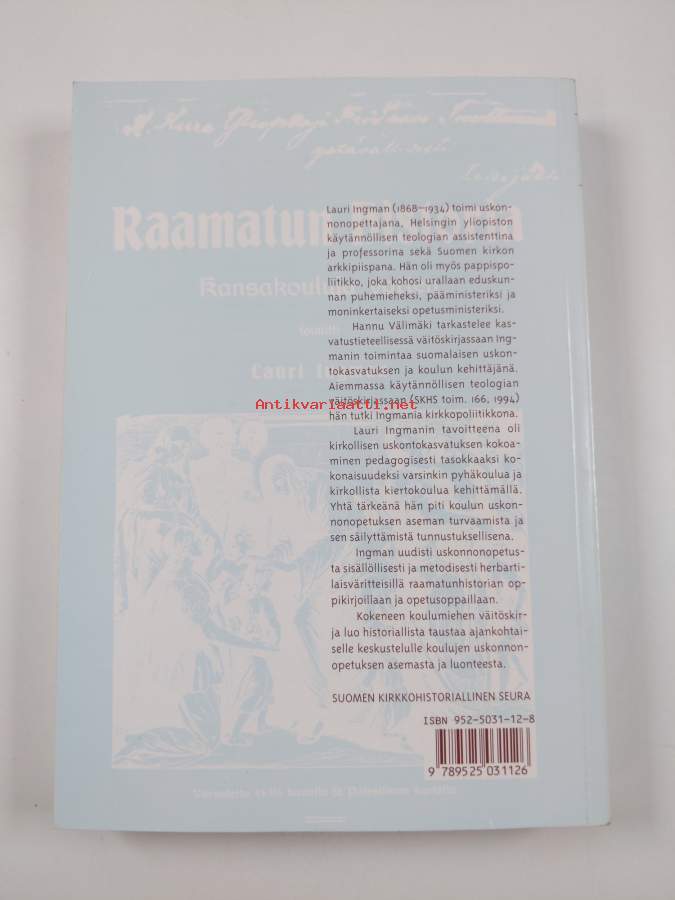 Raamatun
Kansakoulu
toimitti
Lauri I
Lauri Ingman (1868–1934) toimi uskon-
nonopettajana, Helsingin yliopiston
käytännöllisen teologian assistenttina
ja professorina sekä Suomen kirkon
arkkipiispana. Hän oli myös pappispo-
liitikko, joka kohosi urallaan eduskun-
nan puhemieheksi, pääministeriksi ja
moninkertaiseksi opetusministeriksi.
Hannu Välimäki tarkastelee kas-
vatustieteellisessä väitöskirjassaan Ing-
manin toimintaa suomalaisen uskon-
tokasvatuksen ja koulun kehittäjänä.
Aiemmassa käytännöllisen teologian
väitöskirjassaan (SKHS toim. 166, 1994)
hän tutki Ingmania kirkkopoliitikkona.
Lauri Ingmanin tavoitteena oli
kirkollisen uskontokasvatuksen kokoa-
minen pedagogisesti tasokkaaksi ko-
konaisuudeksi varsinkin pyhäkoulua ja
kirkollista kiertokoulua kehittämällä.
Yhtä tärkeänä hän piti koulun uskon-
nonopetuksen aseman turvaamista ja
sen säilyttämistä tunnustuksellisena.
Ingman uudisti uskonnonopetus-
ta sisällöllisesti ja metodisesti herbarti-
laisväritteisillä raamatunhistorian op-
pikirjoillaan ja opetusoppaillaan.
Kokeneen koulumiehen väitöskir-
ja luo historiallista taustaa ajankohtai-
selle keskustelulle koulujen uskonnon-
opetuksen asemasta ja luonteesta.
SUOMEN KIRKKOHISTORIALLINEN SEURA
ISBN 952-5031-12-8
9 789525 031126
Antikvariaatti.net